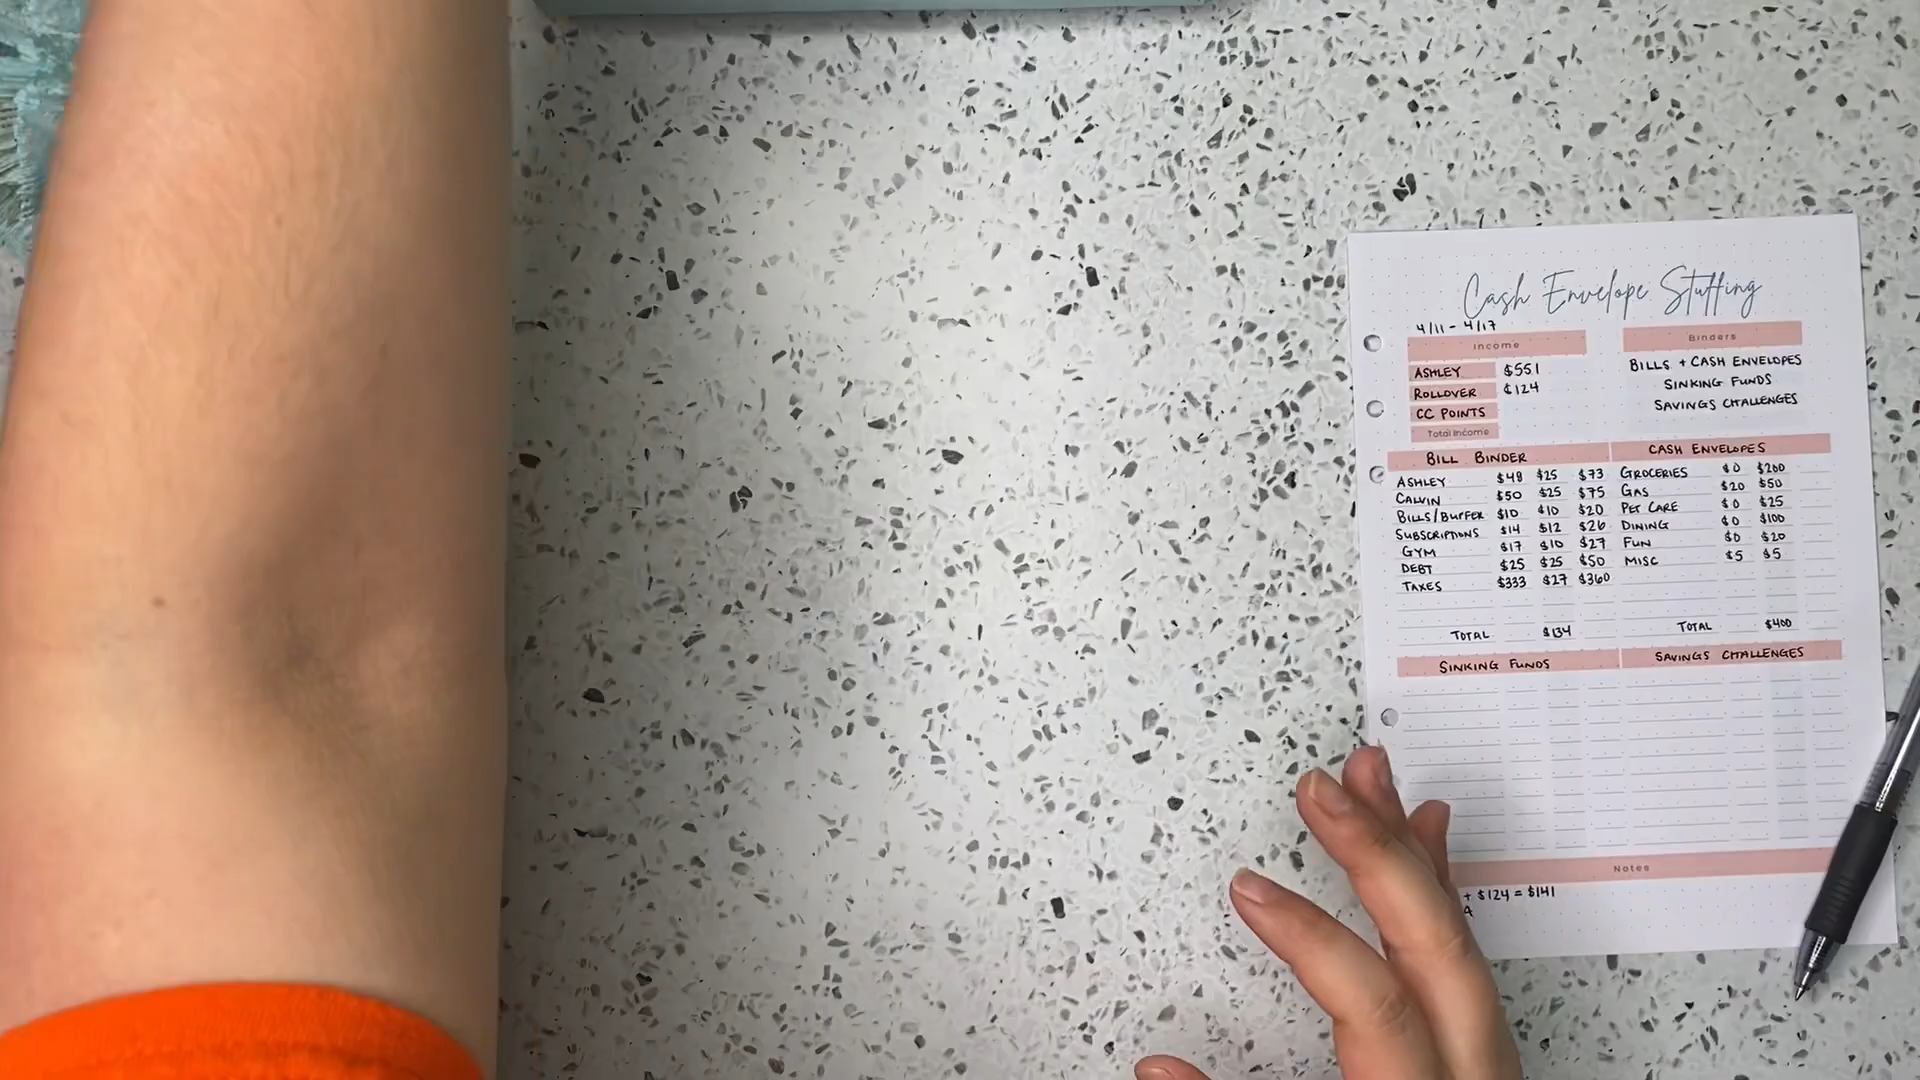 Cash Envelope Stuffing
4/11 - 4/17
Income
ASHLEY $551
ROLLOVER $124
CC POINTS
Total Income
Binders
BILLS + CASH ENVELOPES
SINKING FUNDS
SAVINGS CHALLENGES
BILL BINDER
ASHLEY $48 $25 $73
CALVIN $50 $25 $75
BILLS/BUFFER $10 $10 $20
SUBSCRIPTIONS $14 $12 $26
GYM $17 $10 $27
DEBT $25 $25 $50
TAXES $333 $27 $360
TOTAL $134
CASH ENVELOPES
GROCERIES $0 $200
GAS $20 $50
PET CARE $0 $25
DINING $0 $100
FUN $0 $20
MISC $5 $5
TOTAL $400
SINKING FUNDS
SAVINGS CHALLENGES
Notes
+ $124 = $141